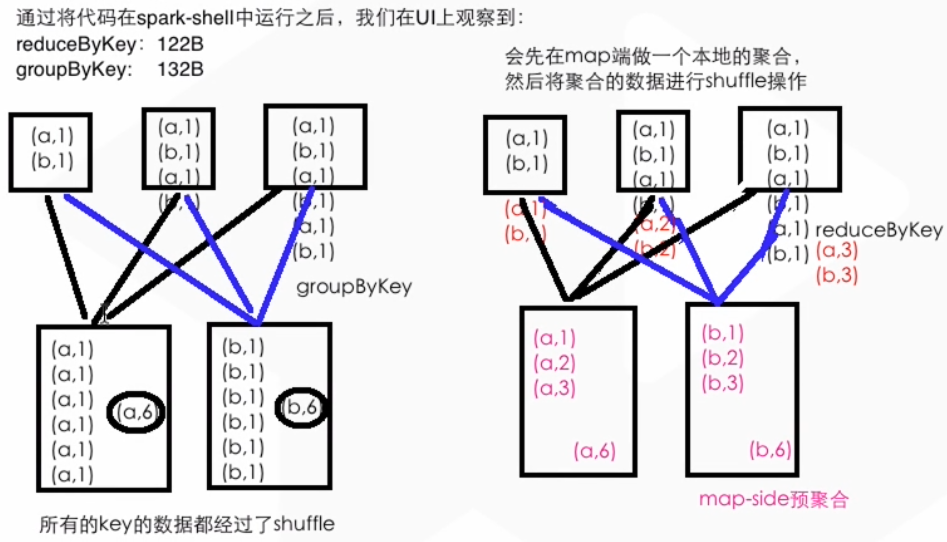 通过将代码在spark-shell中运行之后，我们在UI上观察到：
reduceByKey：122B
groupByKey： 132B
(a,1)
(b,1)
(a,1)
(b,1)
(a,1)
(b,1)
(a,1)
(b,1)
(a,1)
(b,1)
(a,1)
(b,1)
groupByKey
(a,1)
(a,1)
(a,1)
(a,1)
(a,1)
(a,1)
(a,6)
(b,1)
(b,1)
(b,1)
(b,1)
(b,1)
(b,1)
(b,6)
所有的key的数据都经过了shuffle
会先在map端做一个本地的聚合，
然后将聚合的数据进行shuffle操作
(a,1)
(b,1)
(a,1)
(b,1)
(a,1)
(b,1)
(a,1)
(b,1)
(a,1)
(b,1)
(a,1)
(b,1)
(a,1)
(b,1)
(a,2)
(b,2)
reduceByKey
(a,3)
(b,3)
(a,1)
(a,2)
(a,3)
(a,6)
(b,1)
(b,2)
(b,3)
(b,6)
map-side预聚合